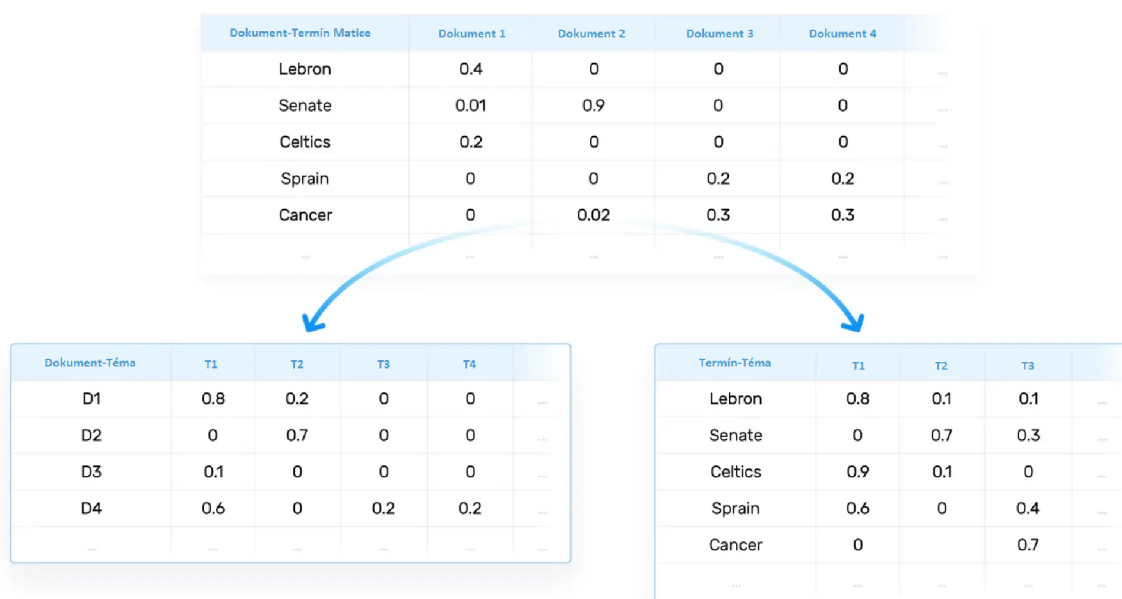 Dokument-Termín Matice Dokument 1 Dokument 2 Dokument 3 Dokument 4
Lebron 0.4 0 0 0 ...
Senate 0.01 0.9 0 0 ...
Celtics 0.2 0 0 0 ...
Sprain 0 0 0.2 0.2 ...
Cancer 0 0.02 0.3 0.3 ...
... ... ... ... ... ...
Dokument-Téma T1 T2 T3 T4
D1 0.8 0.2 0 0 ...
D2 0 0.7 0 0 ...
D3 0.1 0 0 0 ...
D4 0.6 0 0.2 0.2 ...
... ... ... ... ... ...
Termín-Téma T1 T2 T3
Lebron 0.8 0.1 0.1 ...
Senate 0 0.7 0.3 ...
Celtics 0.9 0.1 0 ...
Sprain 0.6 0 0.4 ...
Cancer 0 0.7 ...
... ... ... ... ...